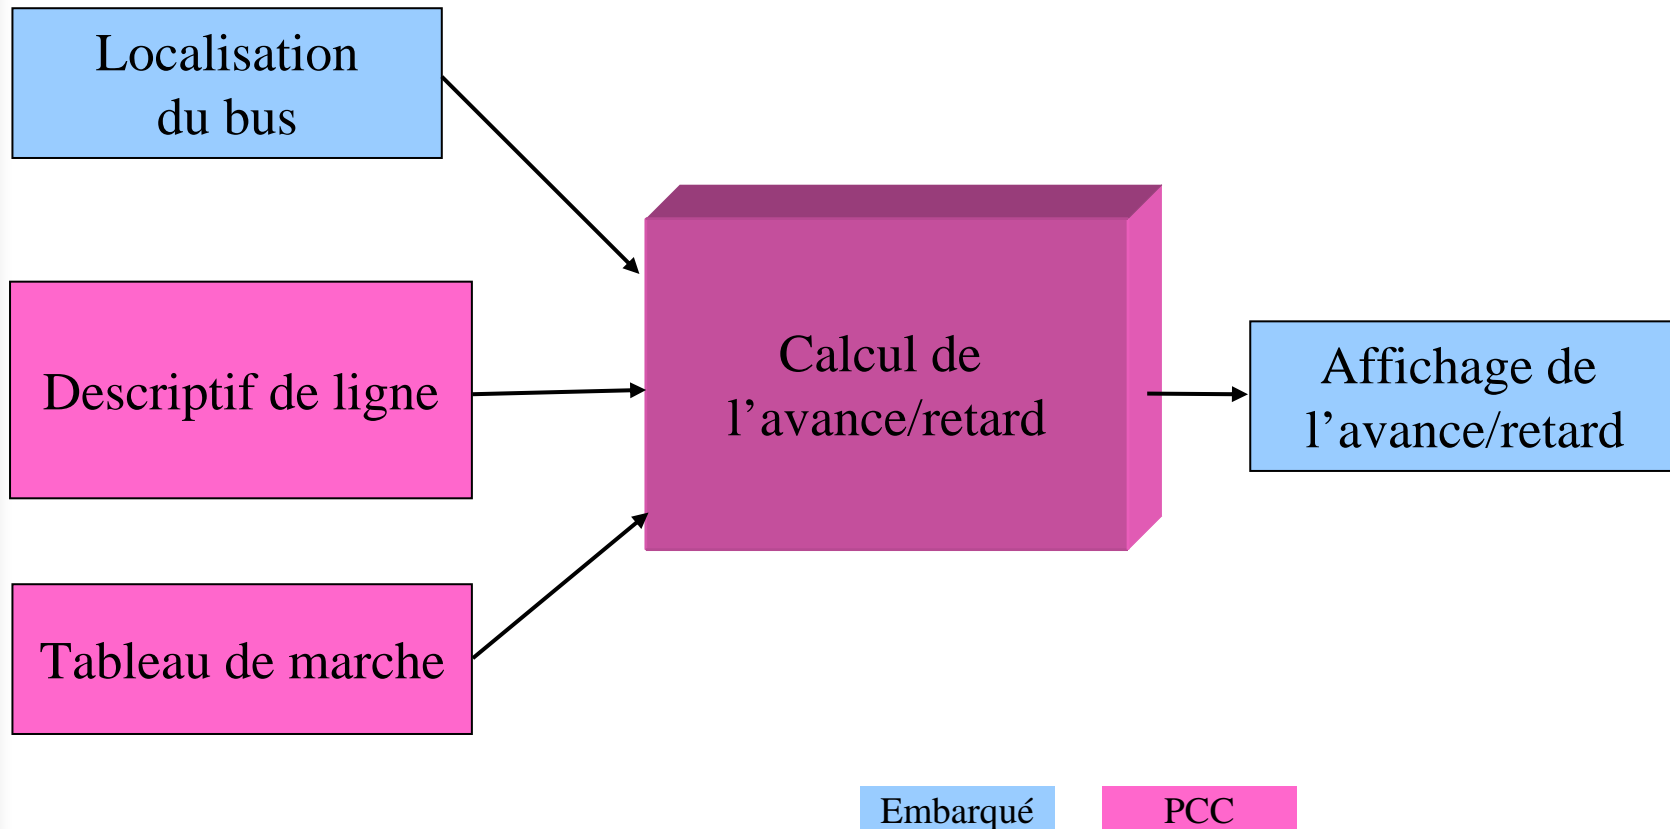 Localisation
du bus
Descriptif de ligne
Tableau de marche
Calcul de
l’avance/retard
Affichage de
l’avance/retard
Embarqué
PCC